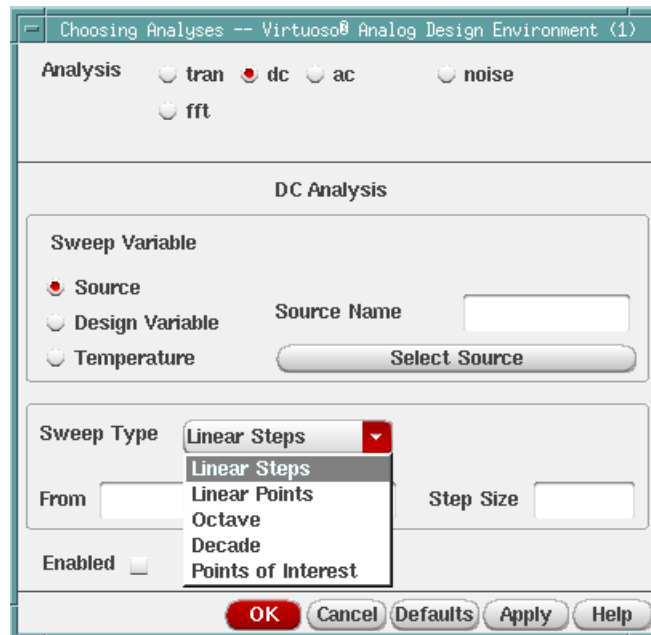 Choosing Analyses -- Virtuoso® Analog Design Environment (1)
Analysis tran dc ac noise
fft
DC Analysis
Sweep Variable
Source
Design Variable
Temperature
Source Name
Select Source
Sweep Type Linear Steps
Linear Steps
Linear Points
Octave
Decade
Points of Interest
From Step Size
Enabled
OK Cancel Defaults Apply Help